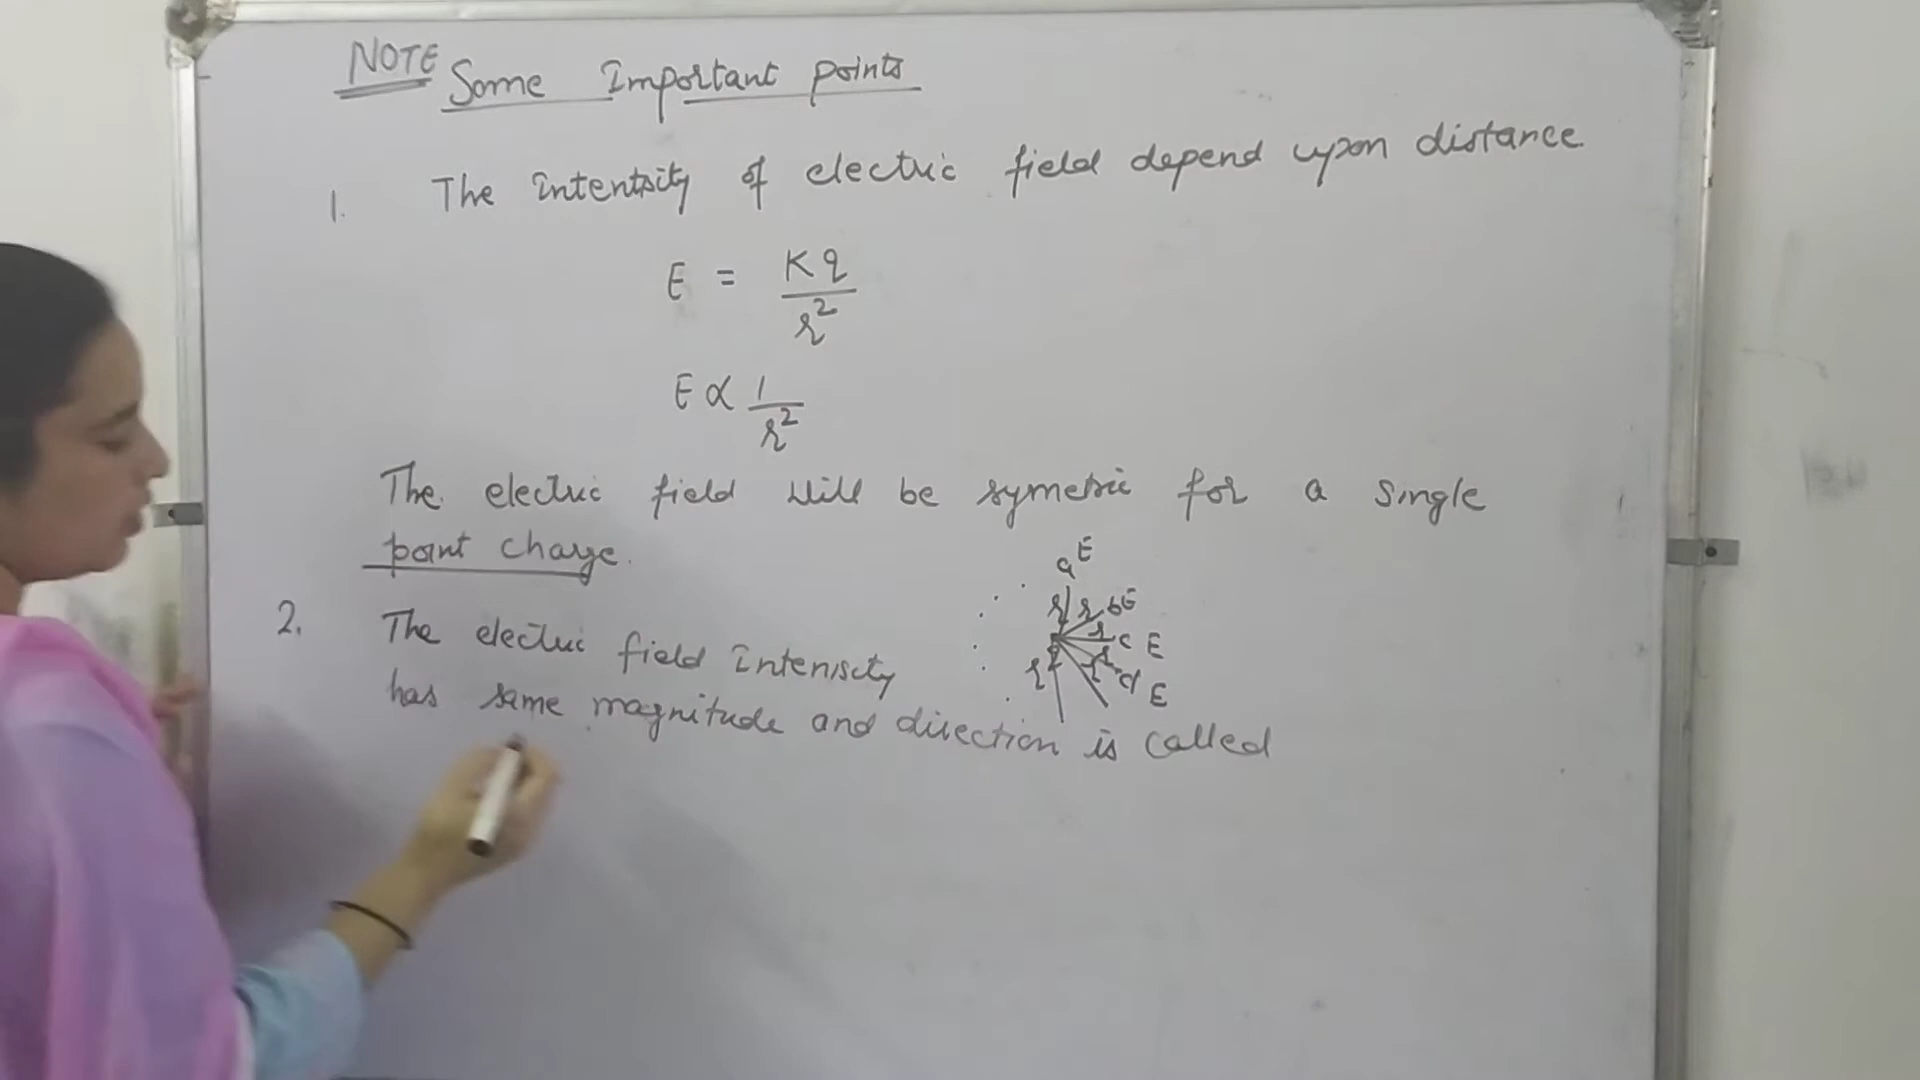 NOTE Some Important points
1. The intentsity of electric field depend upon distance
E = Kq / r²
E ∝ 1 / r²
The electric field will be symetric for a single
point charge.
a E
r r b E
r c E
q r r d E
r
2. The electric field Inteniscty
has same magnitude and direction is called